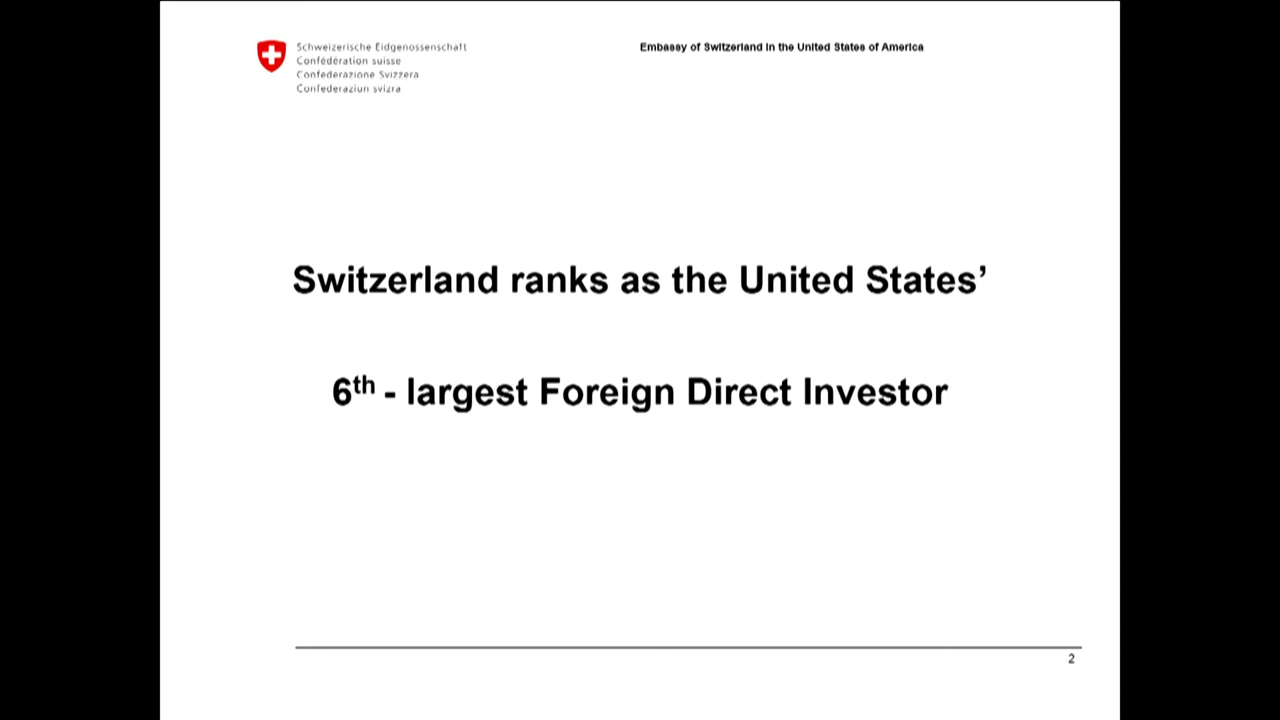 Schweizerische Eidgenossenschaft
Confédération suisse
Confederazione Svizzera
Confederaziun svizra
Embassy of Switzerland in the United States of America
Switzerland ranks as the United States’
6th - largest Foreign Direct Investor
2